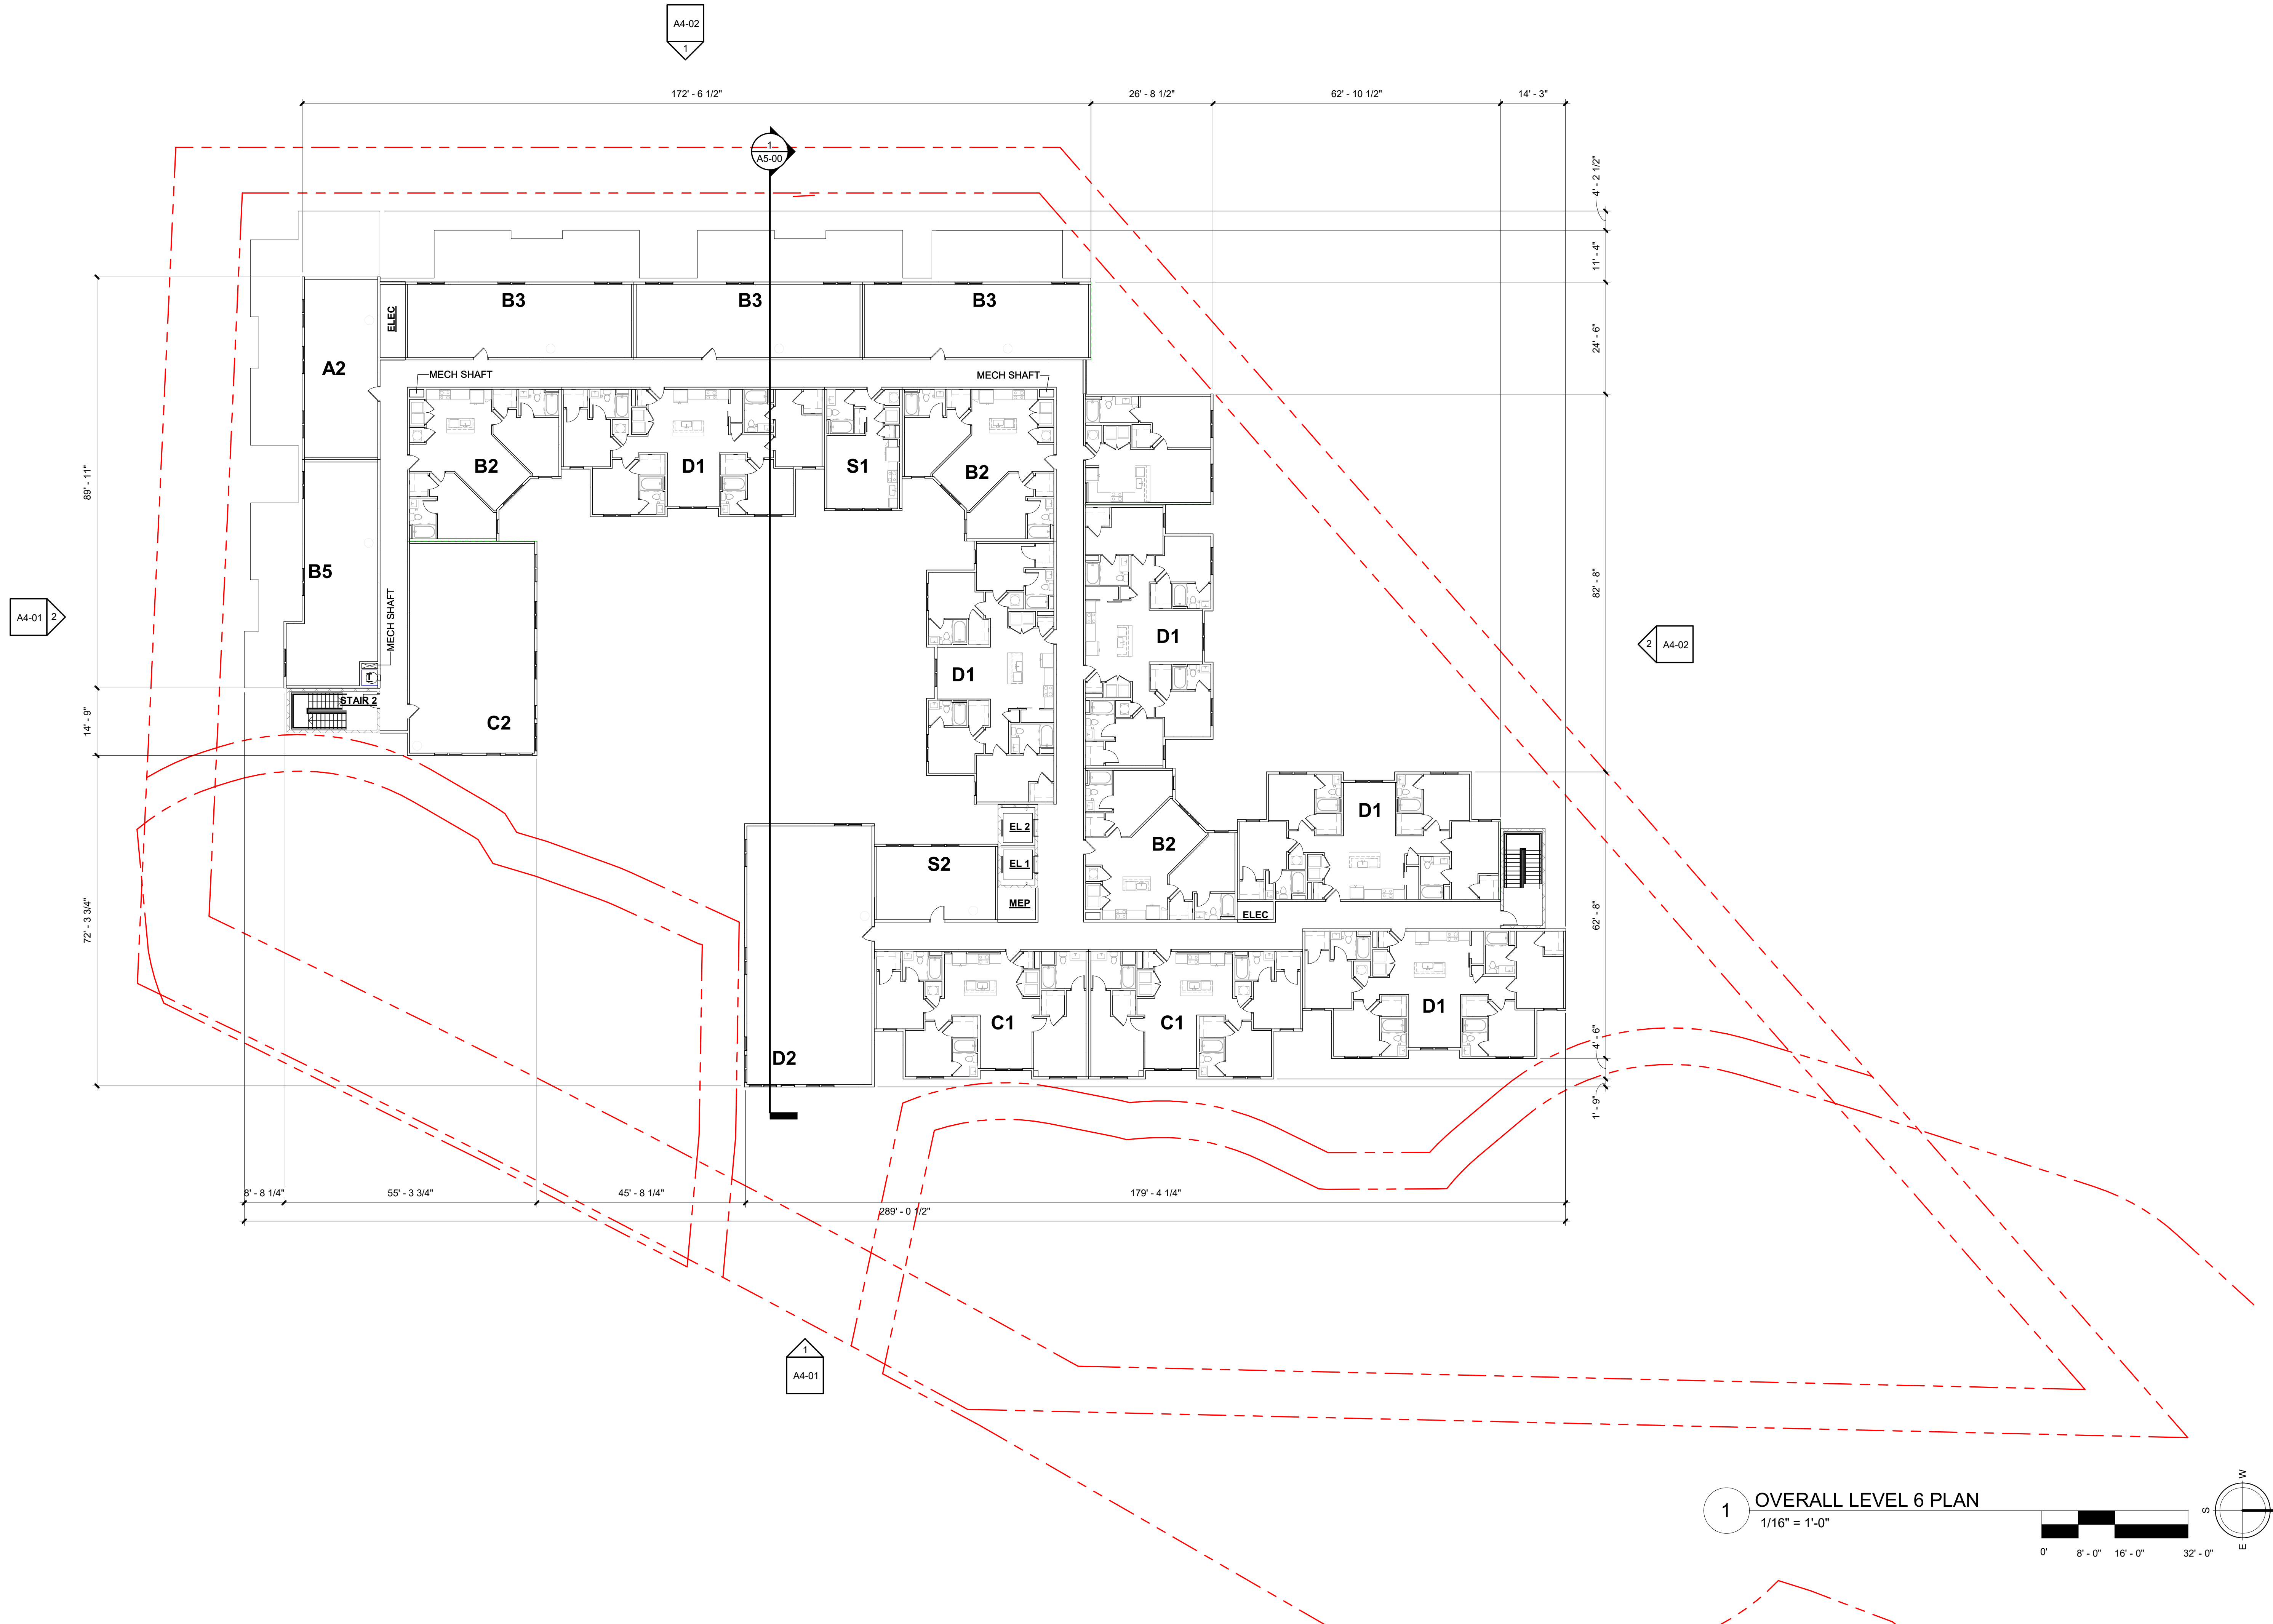 A4-02
1
172' - 6 1/2"
26' - 8 1/2"
62' - 10 1/2"
14' - 3"
1
A5-00
4' - 2 1/2"
11' - 4"
24' - 6"
82' - 8"
62' - 8"
4' - 6"
1' - 9"
89' - 11"
14' - 9"
72' - 3 3/4"
B3
B3
B3
ELEC
A2
MECH SHAFT
MECH SHAFT
B2
D1
S1
B2
B5
MECH SHAFT
A4-01
2
2
A4-02
D1
D1
T
STAIR 2
C2
D1
EL 2
B2
S2
EL 1
MEP
ELEC
C1
C1
D1
D2
8' - 8 1/4"
55' - 3 3/4"
45' - 8 1/4"
179' - 4 1/4"
289' - 0 1/2"
1
A4-01
1
OVERALL LEVEL 6 PLAN
1/16" = 1'-0"
0'
8' - 0"
16' - 0"
32' - 0"
W
S
E